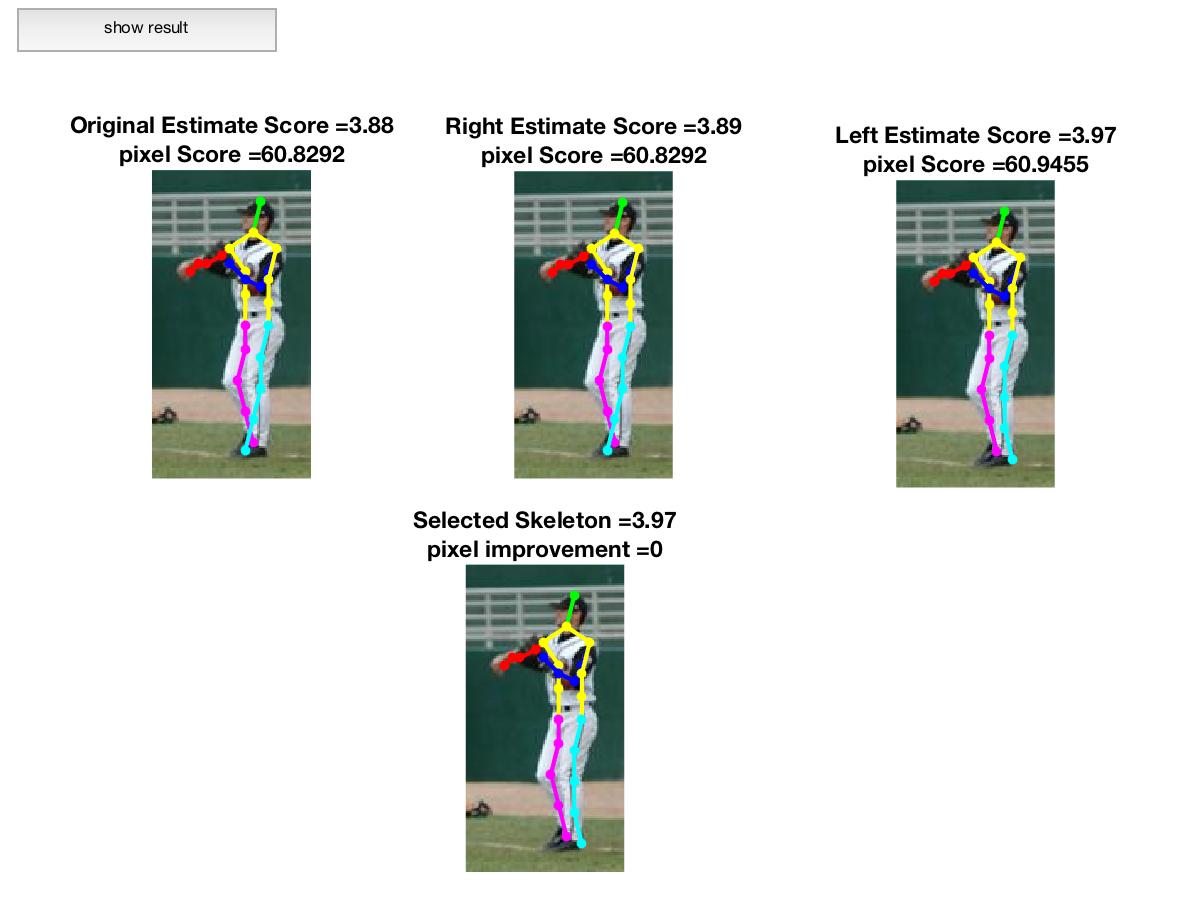 show result
Original Estimate Score =3.88
pixel Score =60.8292
Right Estimate Score =3.89
pixel Score =60.8292
Left Estimate Score =3.97
pixel Score =60.9455
Selected Skeleton =3.97
pixel improvement =0